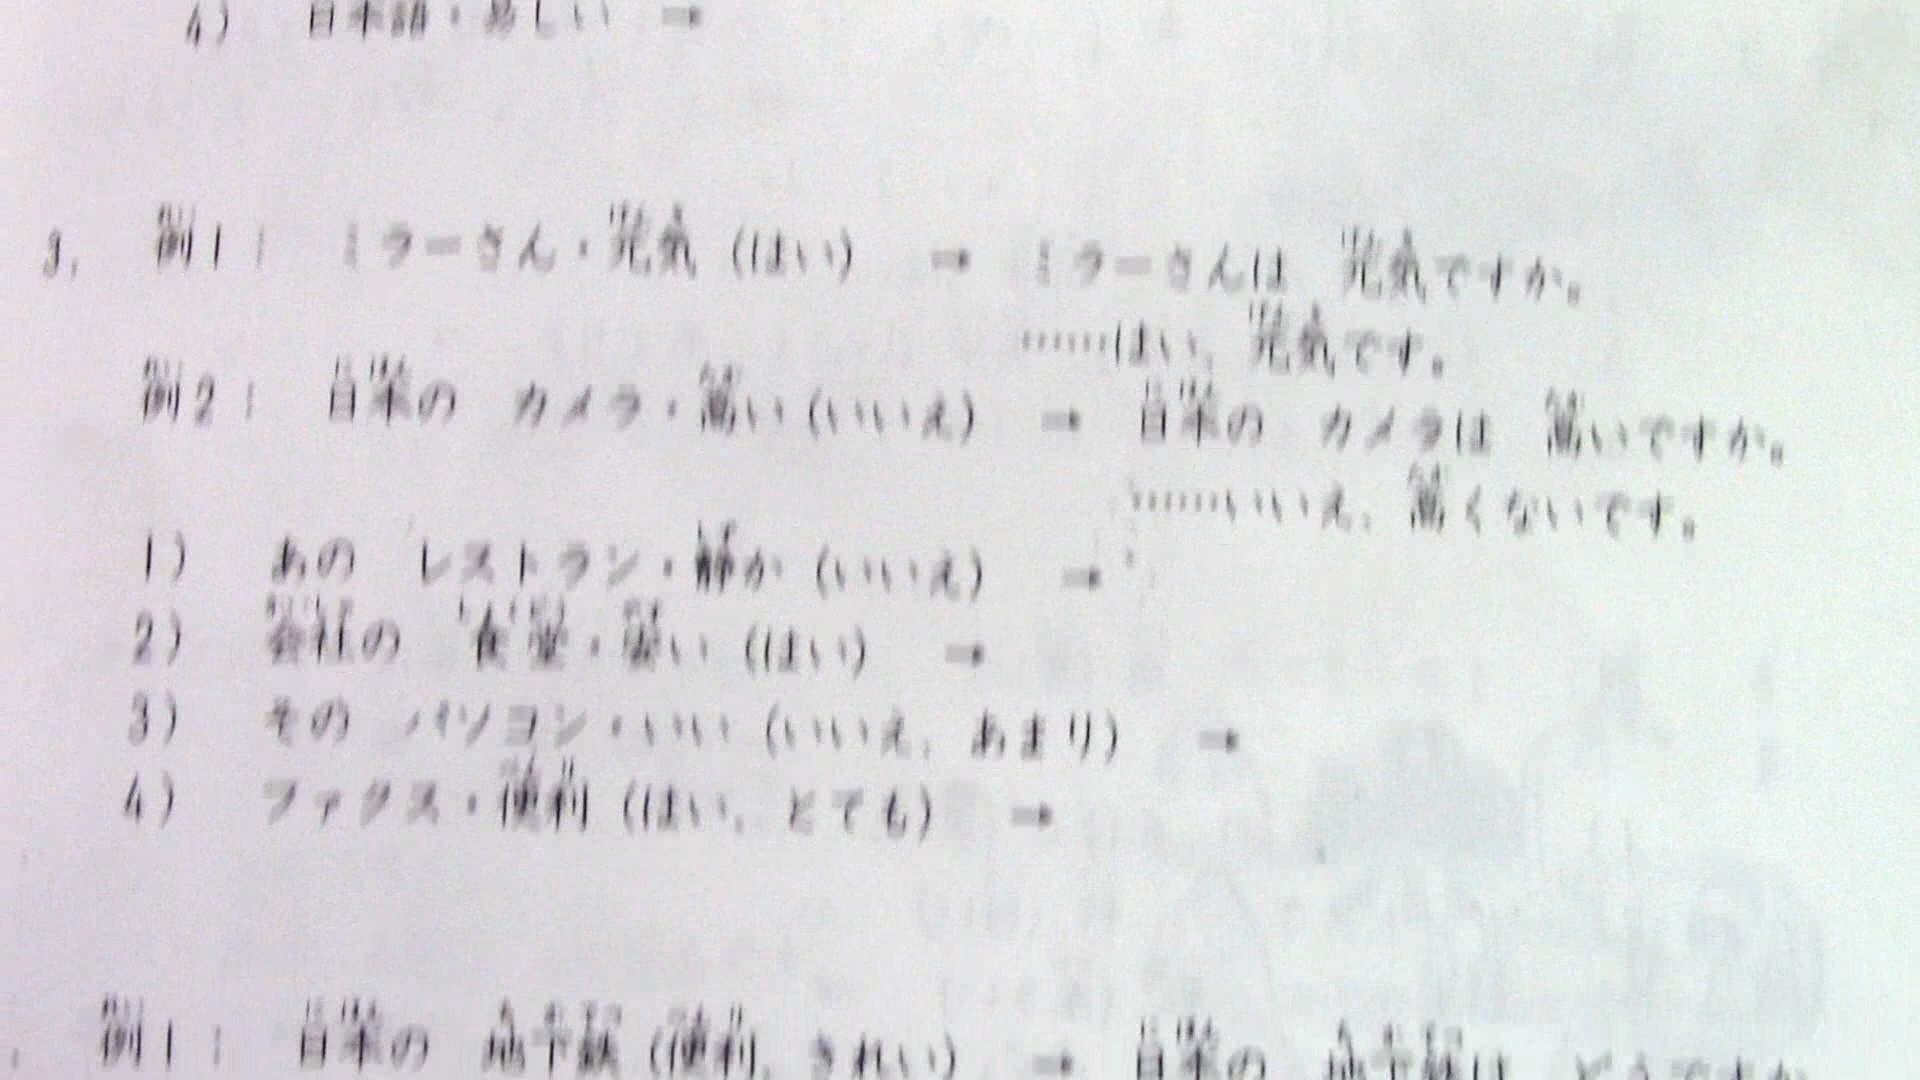 4) 日本語・易しい →
3. 例1: ミラーさん・元気 (はい) → ミラーさんは 元気ですか。
……はい、元気です。
例2: 日本の カメラ・高い (いいえ) → 日本の カメラは 高いですか。
……いいえ、高くないです。
1) あの レストラン・静か (いいえ) →
2) 会社の 食堂・安い (はい) →
3) その パソコン・いい (いいえ、あまり) →
4) ファクス・便利 (はい、とても) →
例1: 日本の 地下鉄 (便利、きれい) → 日本の 地下鉄は どうですか